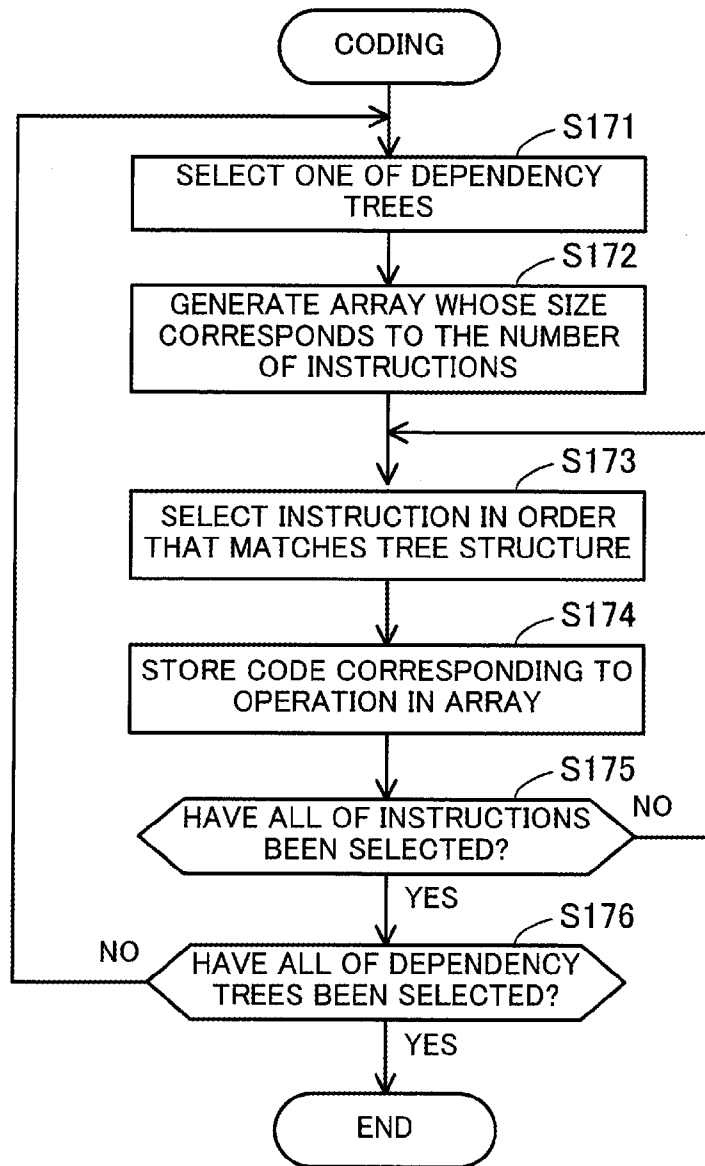 CODING
S171
SELECT ONE OF DEPENDENCY
TREES
S172
GENERATE ARRAY WHOSE SIZE
CORRESPONDS TO THE NUMBER
OF INSTRUCTIONS
S173
SELECT INSTRUCTION IN ORDER
THAT MATCHES TREE STRUCTURE
S174
STORE CODE CORRESPONDING TO
OPERATION IN ARRAY
S175
HAVE ALL OF INSTRUCTIONS
BEEN SELECTED?
NO
YES
S176
NO
HAVE ALL OF DEPENDENCY
TREES BEEN SELECTED?
YES
END